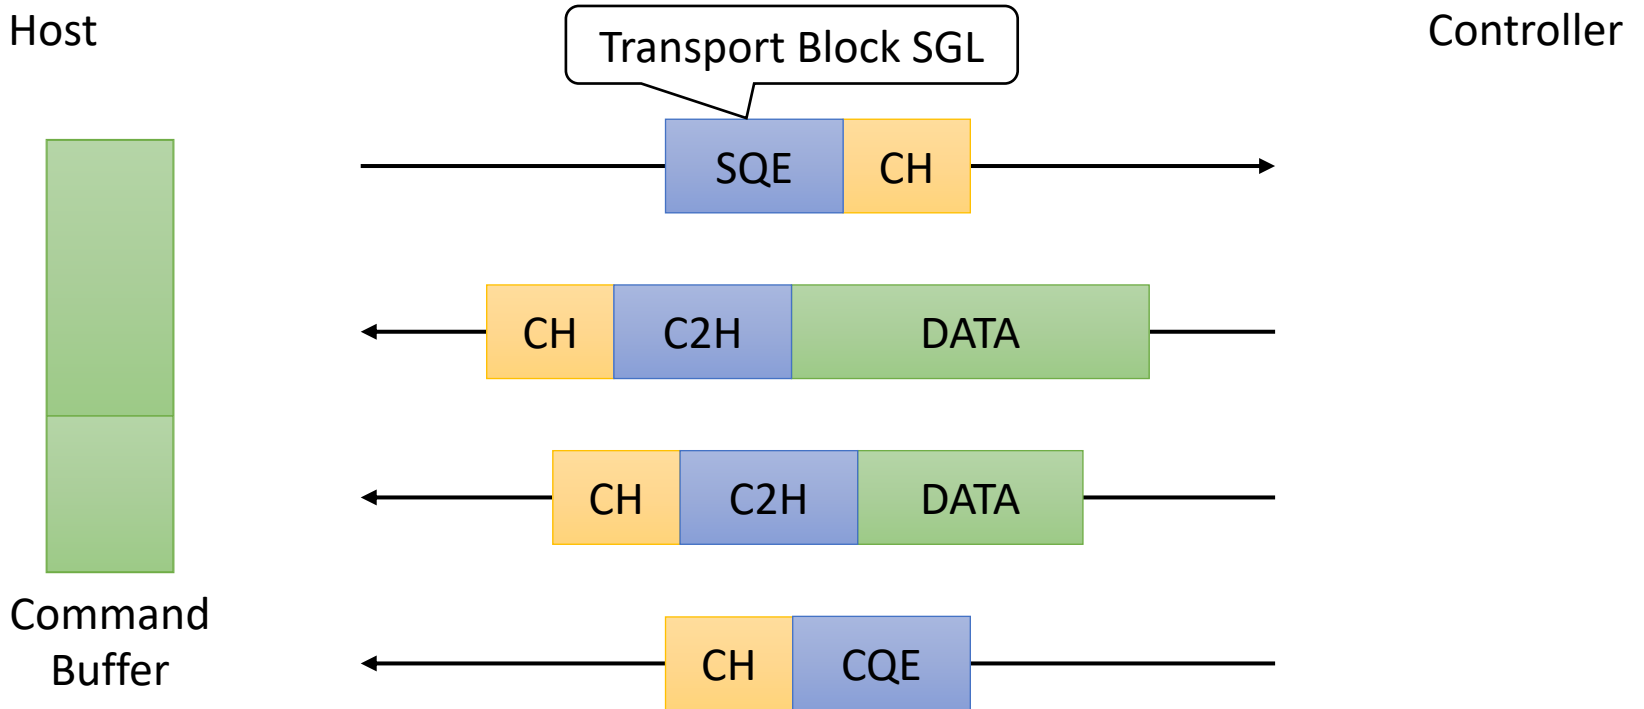 Host
Transport Block SGL
Controller
SQE CH
CH C2H DATA
CH C2H DATA
Command
Buffer
CH CQE